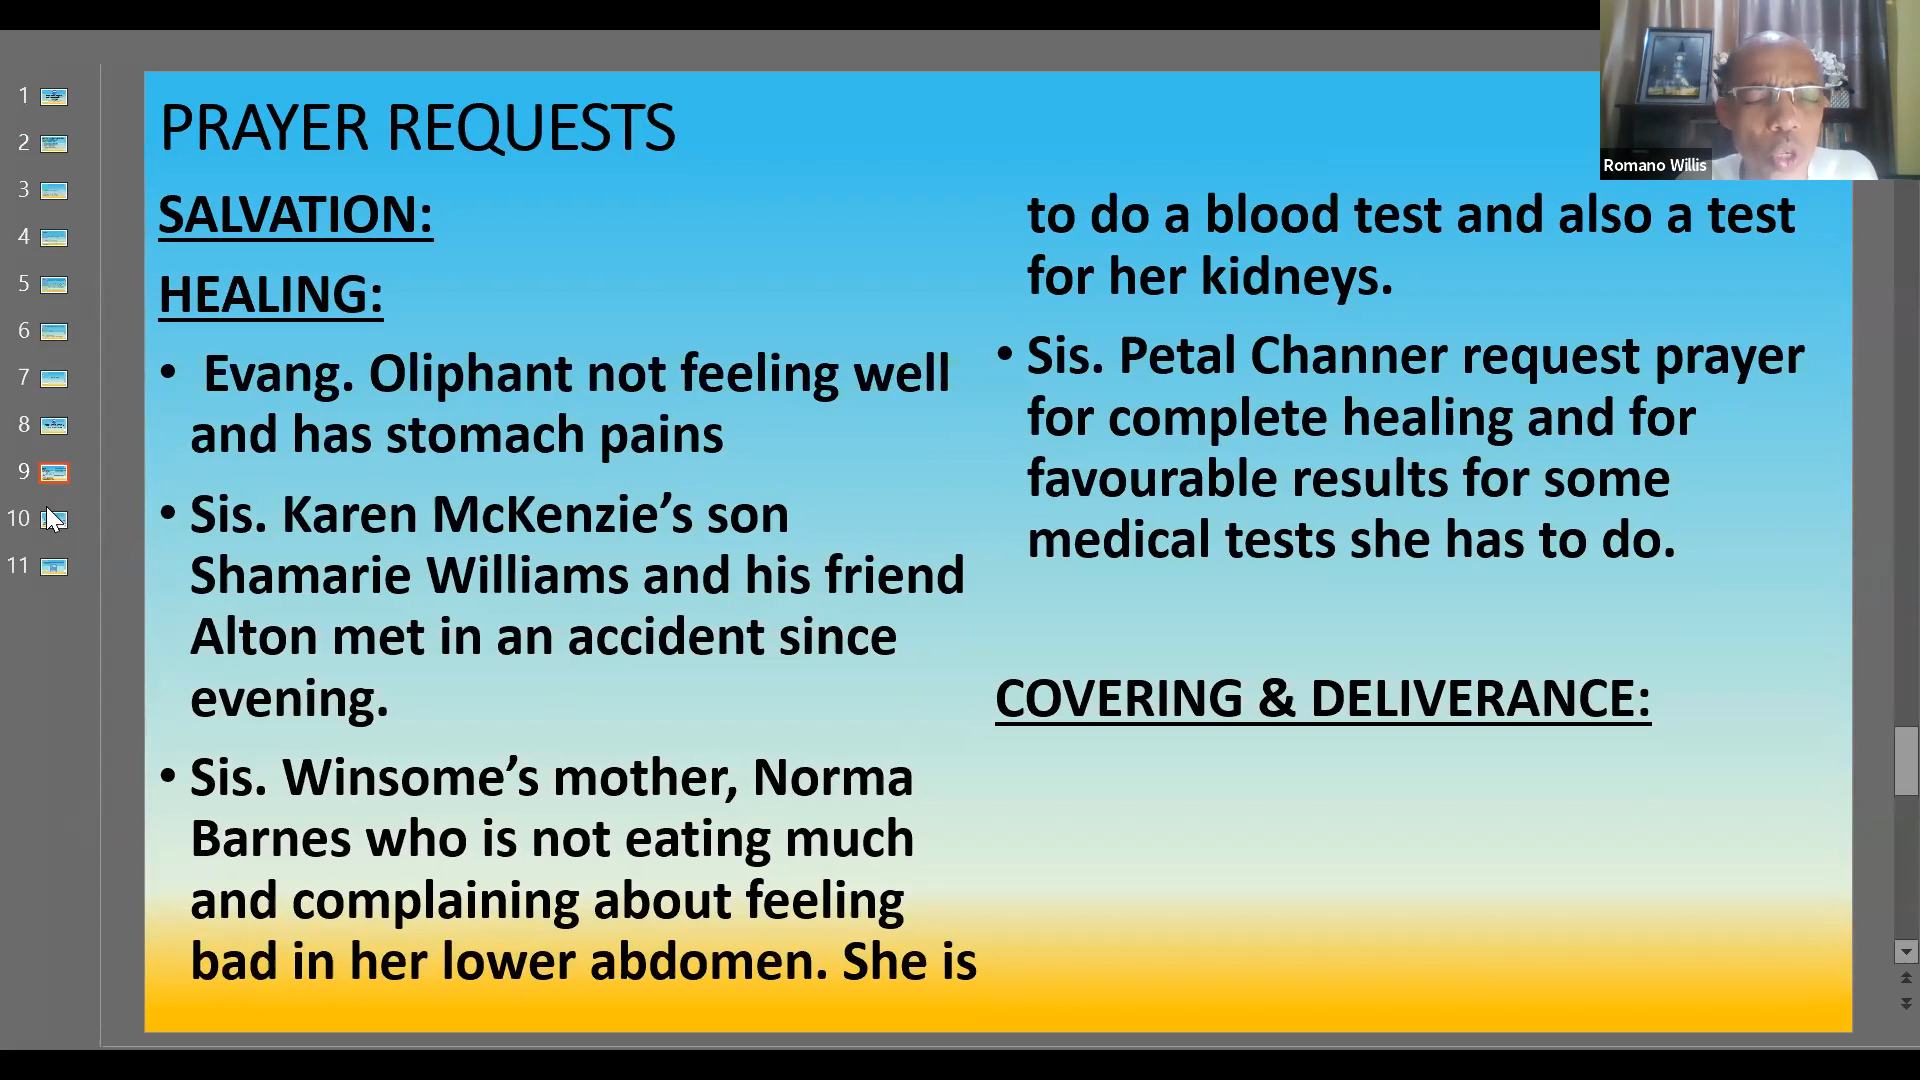 PRAYER REQUESTS
SALVATION:
HEALING:
• Evang. Oliphant not feeling well
and has stomach pains
• Sis. Karen McKenzie’s son
Shamarie Williams and his friend
Alton met in an accident since
evening.
• Sis. Winsome’s mother, Norma
Barnes who is not eating much
and complaining about feeling
bad in her lower abdomen. She is
to do a blood test and also a test
for her kidneys.
• Sis. Petal Channer request prayer
for complete healing and for
favourable results for some
medical tests she has to do.
COVERING & DELIVERANCE:
Romano Willis
1
2
3
4
5
6
7
8
9
10
11